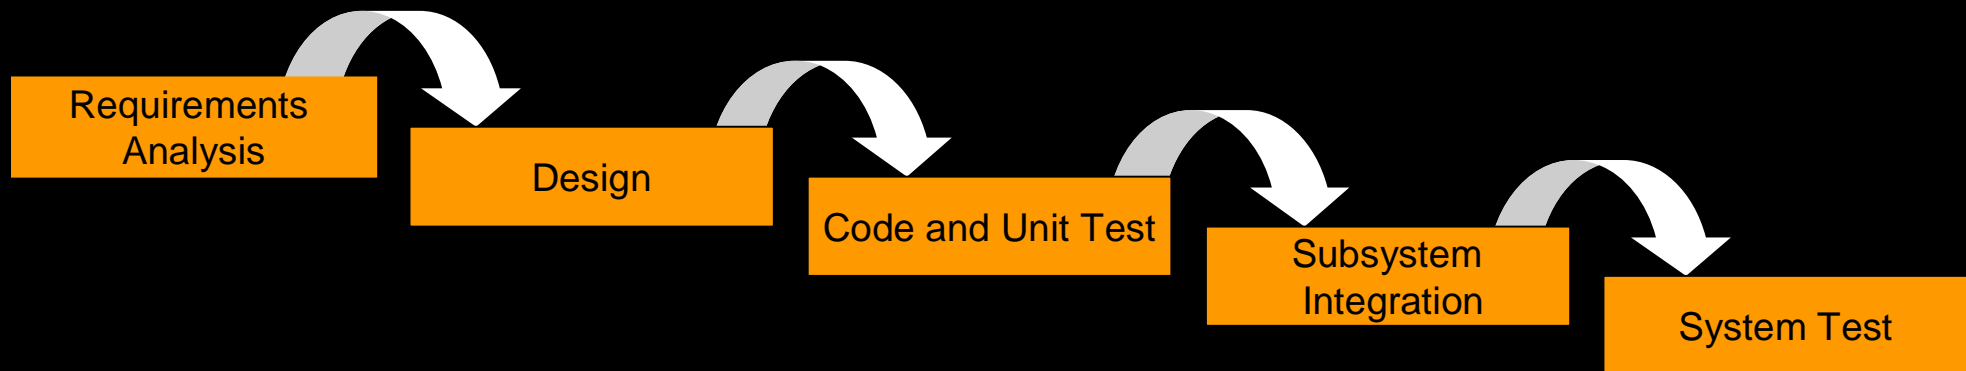 Requirements
Analysis
Design
Code and Unit Test
Subsystem
Integration
System Test